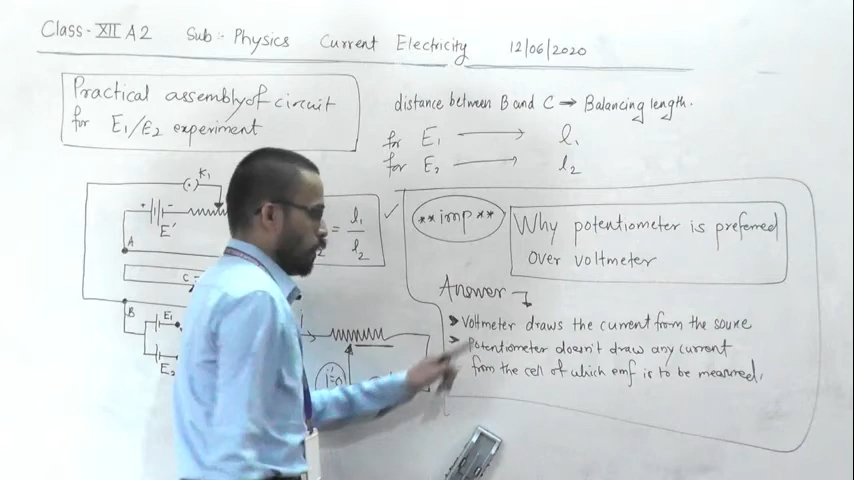 Class-XII A2 Sub:- Physics Current Electricity 12/06/2020
Practical assembly of circuit
for E1/E2 experiment
distance between B and C → Balancing length.
for E1 → l1
for E2 → l2
K1
+ -
E'
A
2 = l1/l2 ✓
C
B
E1
E2
i
i=0
**imp**
Why potentiometer is preferred
over voltmeter
Answer
➤ Voltmeter draws the current from the source
➤ Potentiometer doesn't draw any current
from the cell of which emf is to be measured.